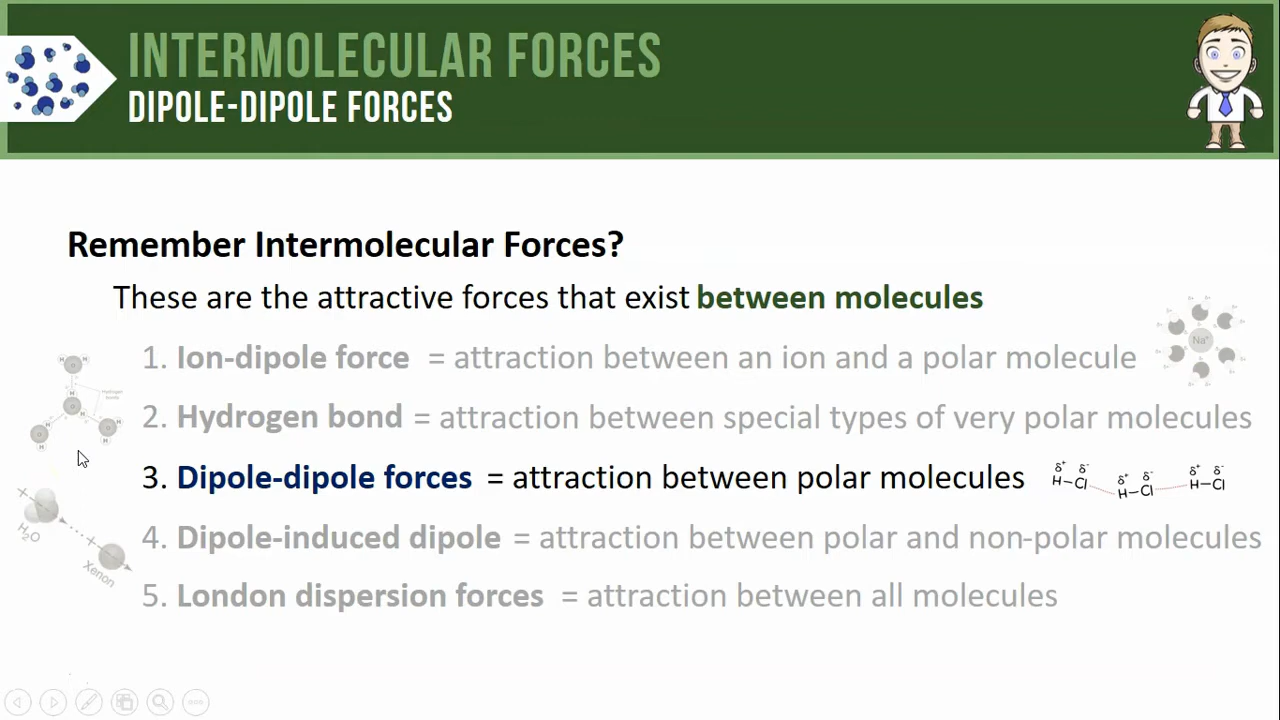 INTERMOLECULAR FORCES
DIPOLE-DIPOLE FORCES
Remember Intermolecular Forces?
These are the attractive forces that exist between molecules
1. Ion-dipole force = attraction between an ion and a polar molecule
Na⁺
2. Hydrogen bond = attraction between special types of very polar molecules
3. Dipole-dipole forces = attraction between polar molecules
δ⁺ δ⁻ δ⁺ δ⁻ δ⁺ δ⁻
H–Cl H–Cl H–Cl
4. Dipole-induced dipole = attraction between polar and non-polar molecules
H₂O
Xenon
5. London dispersion forces = attraction between all molecules